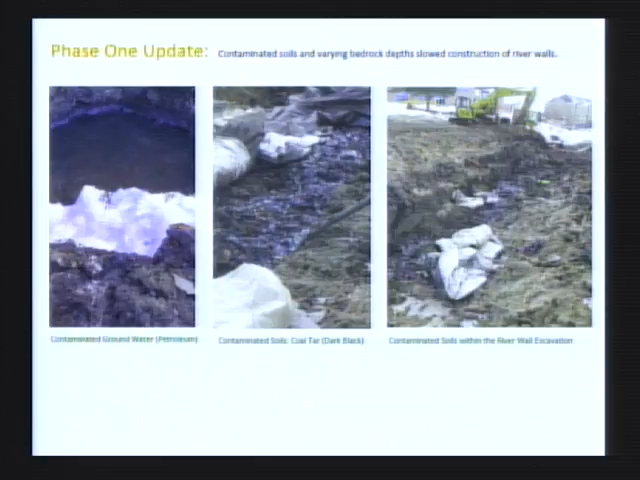 Phase One Update: Contaminated soils and varying bedrock depths slowed construction of river walls.
Contaminated Ground Water (Petroleum)
Contaminated Soils: Coal Tar (Dark Black)
Contaminated Soils within the River Wall Excavation